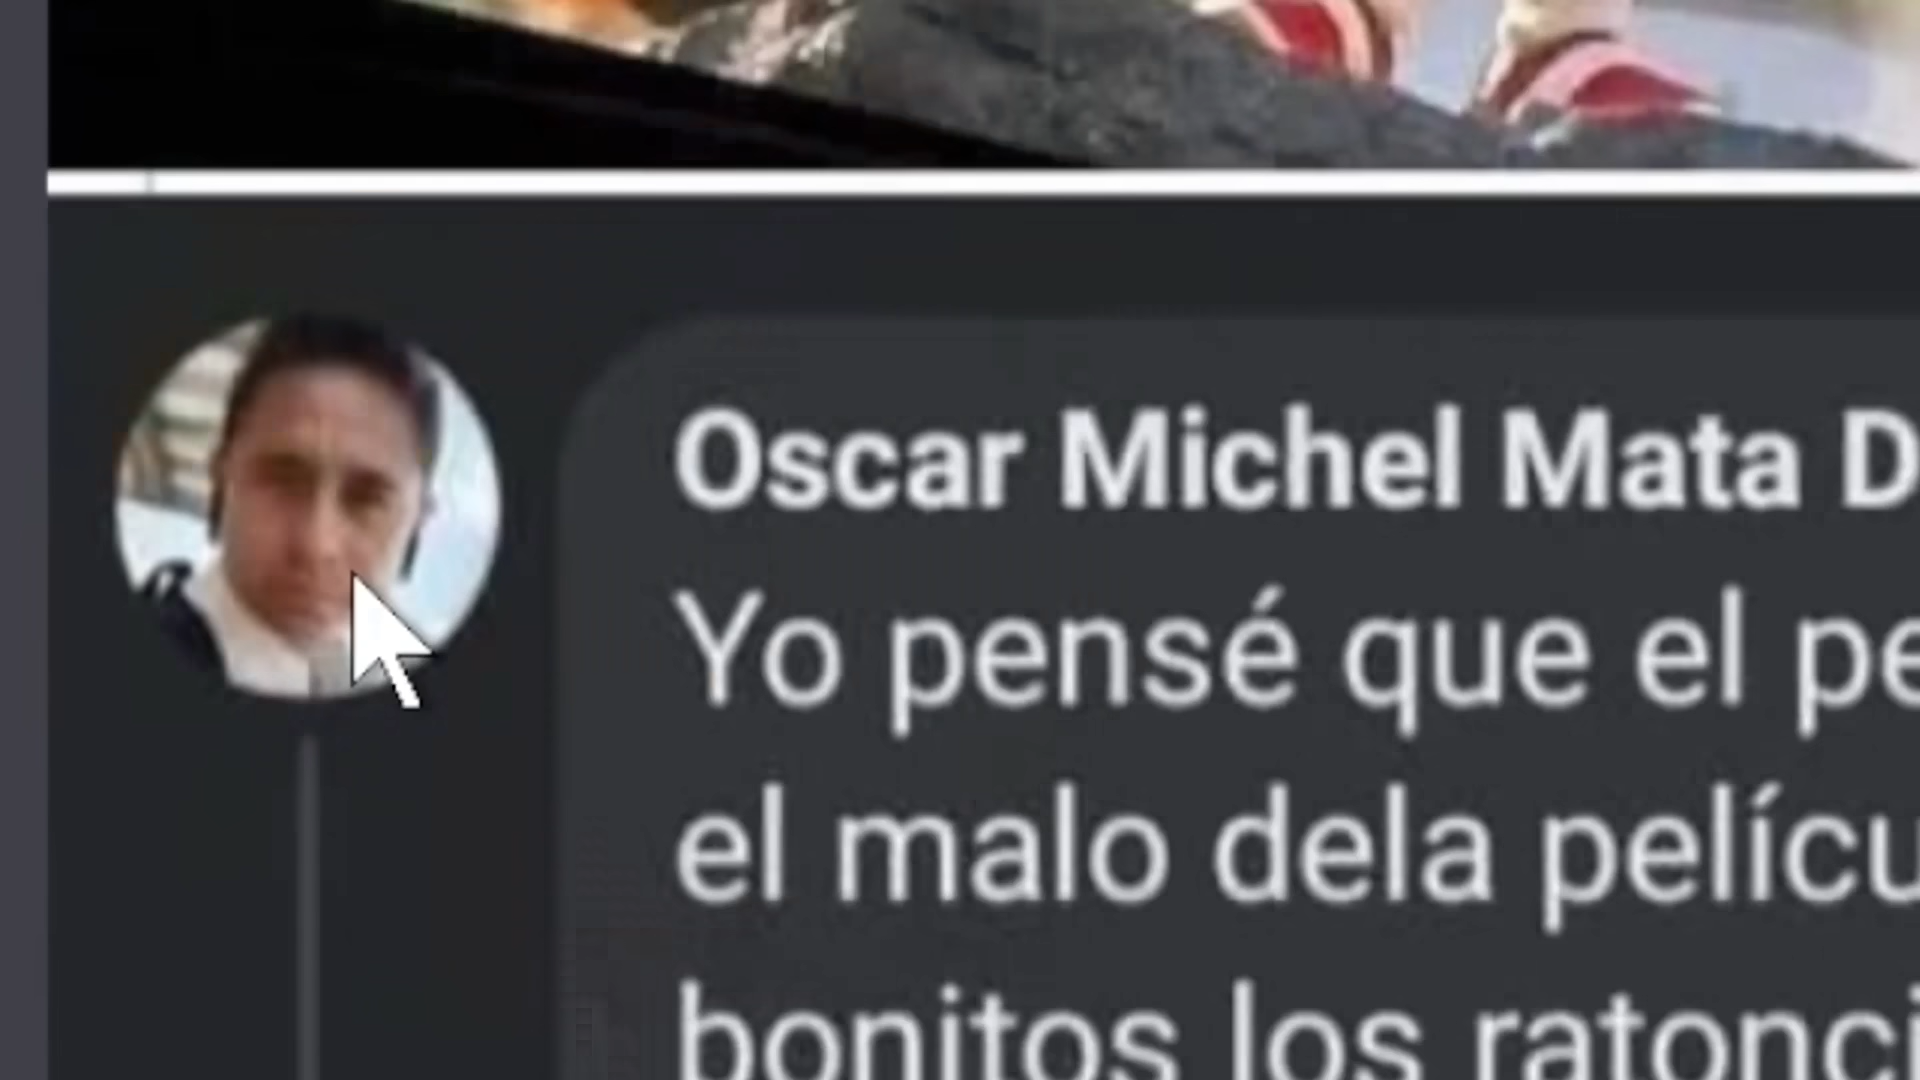 Oscar Michel Mata
Yo pensé que el
el malo dela
bonitos los